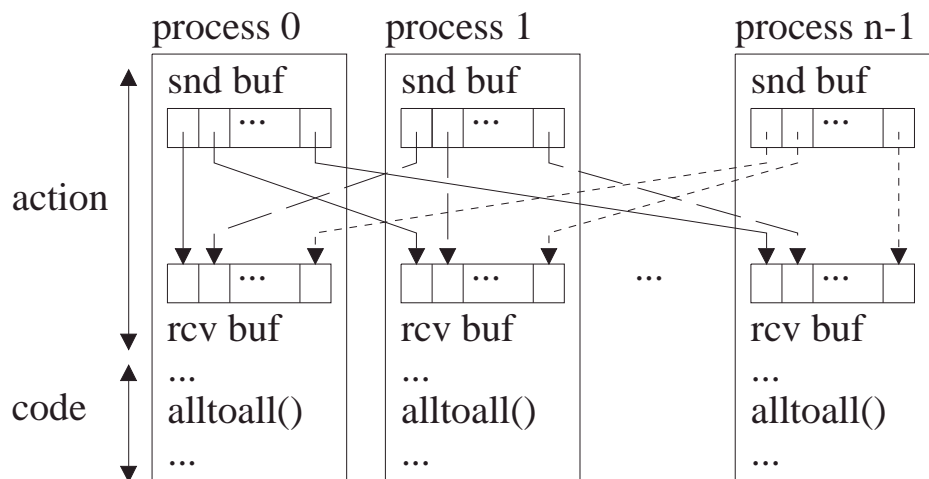 process 0 process 1 process n-1
snd buf snd buf snd buf
... ... ...
action
... ... ... ...
rcv buf rcv buf rcv buf
... ... ...
code alltoall() alltoall() alltoall()
... ... ...